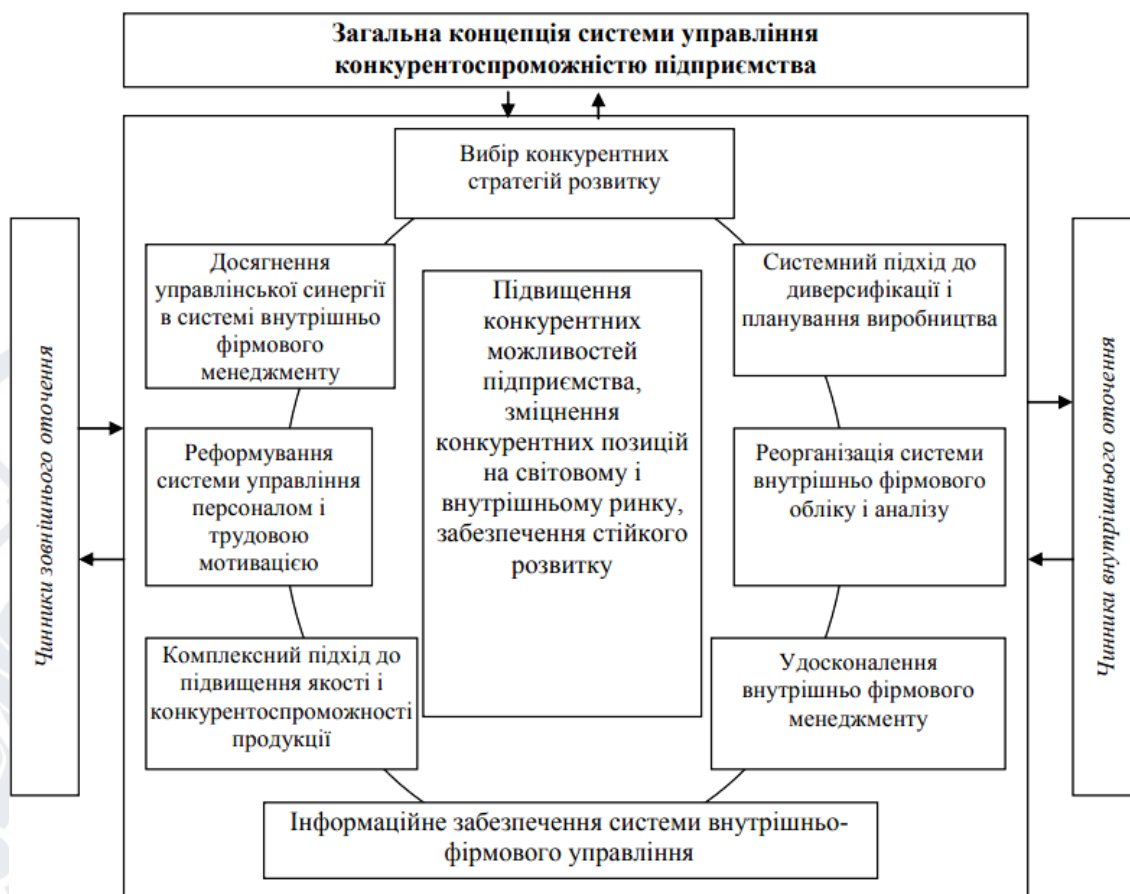 Загальна концепція системи управління
конкурентоспроможністю підприємства
Вибір конкурентних
стратегій розвитку
Досягнення
управлінської синергії
в системі внутрішньо
фірмового
менеджменту
Системний підхід до
диверсифікації і
планування виробництва
Підвищення
конкурентних
можливостей
підприємства,
зміцнення
конкурентних позицій
на світовому і
внутрішньому ринку,
забезпечення стійкого
розвитку
Реформування
системи управління
персоналом і
трудовою
мотивацією
Реорганізація системи
внутрішньо фірмового
обліку і аналізу
Комплексний підхід до
підвищення якості і
конкурентоспроможності
продукції
Удосконалення
внутрішньо фірмового
менеджменту
Інформаційне забезпечення системи внутрішньо-
фірмового управління
Чинники зовнішнього оточення
Чинники внутрішнього оточення